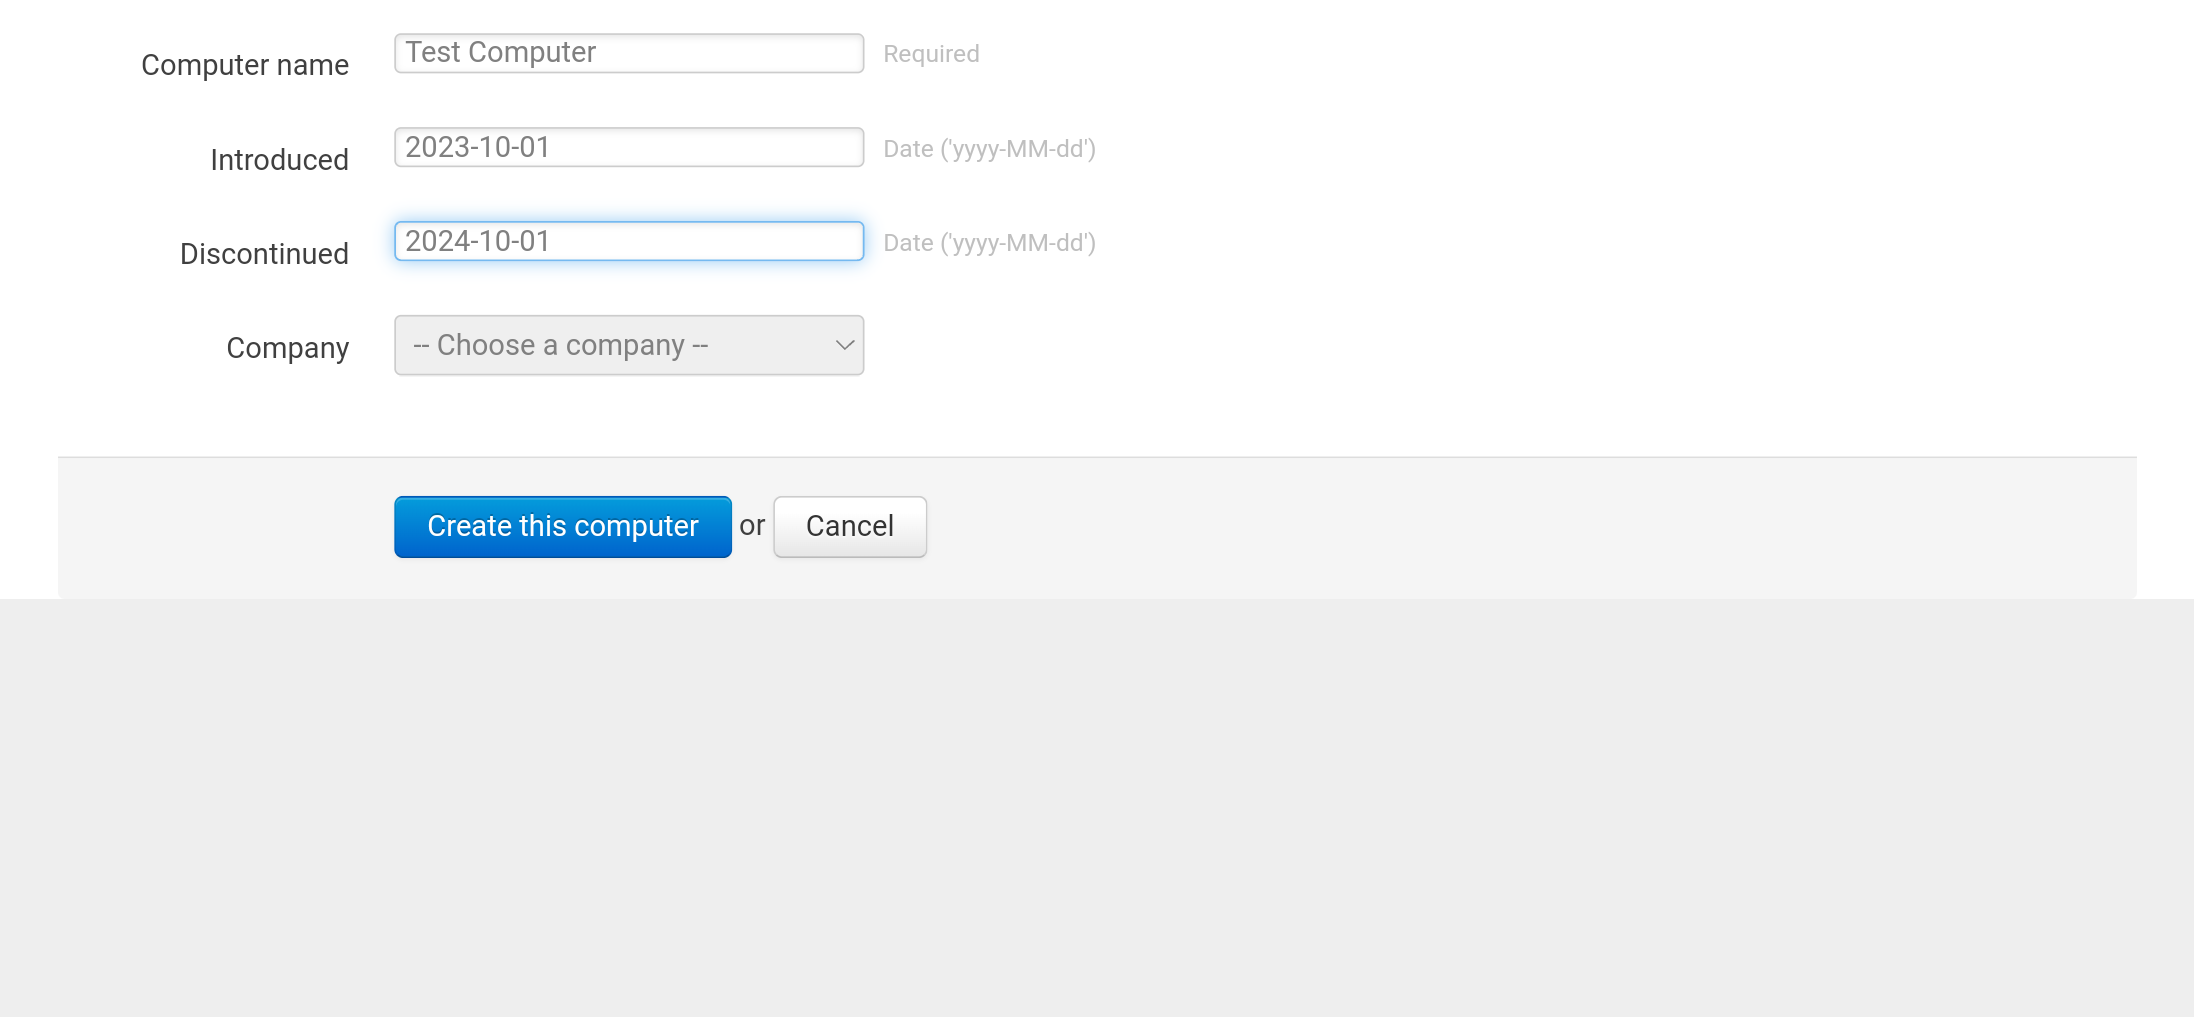 Computer name Test Computer Required
Introduced 2023-10-01 Date ('yyyy-MM-dd')
Discontinued 2024-10-01 Date ('yyyy-MM-dd')
Company -- Choose a company --
Create this computer or Cancel